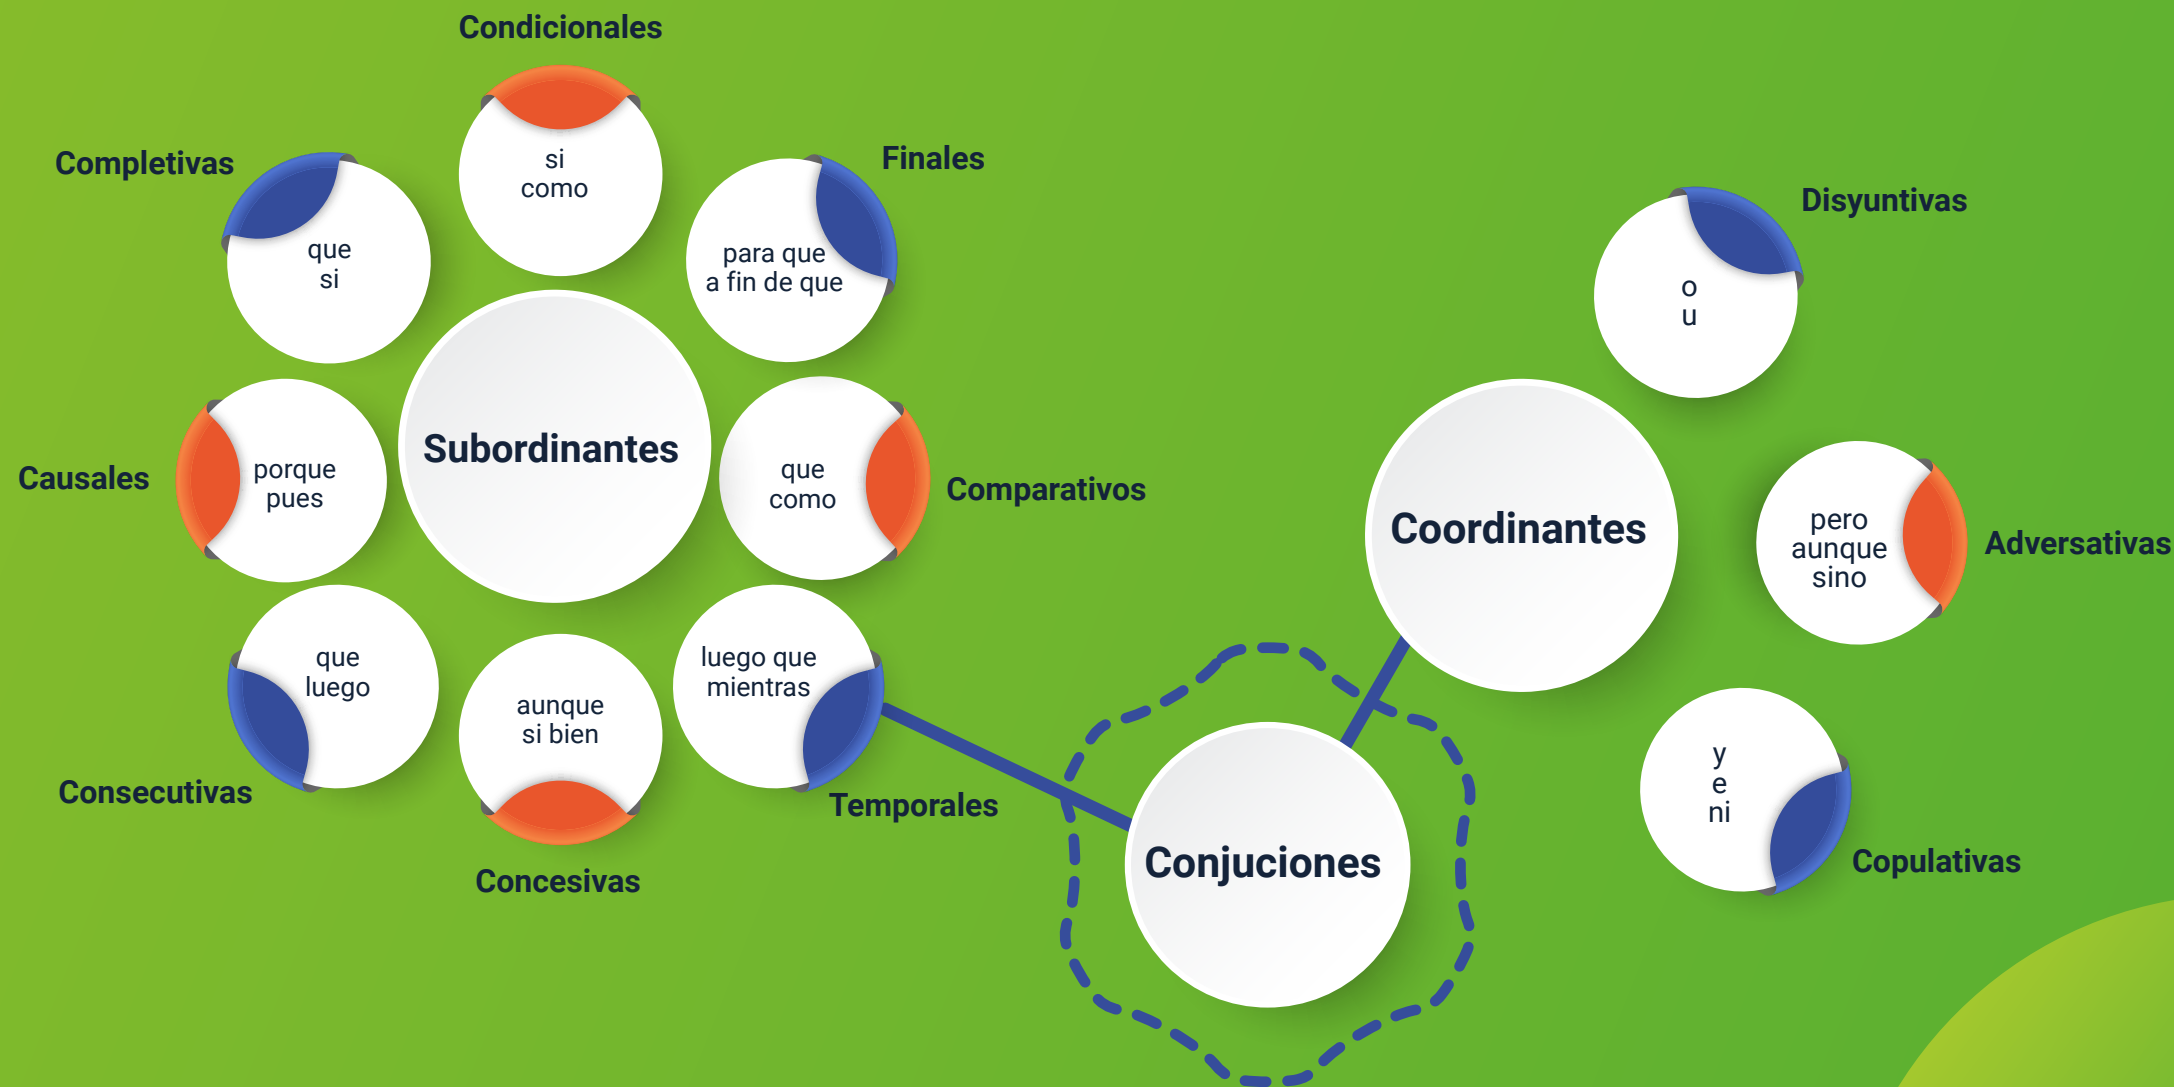 Condicionales
si
como
Completivas
que
si
Finales
para que
a fin de que
Subordinantes
Causales
porque
pues
que
como
Comparativos
Consecutivas
que
luego
aunque
si bien
Concesivas
luego que
mientras
Temporales
Conjuciones
Coordinantes
Disyuntivas
o
u
pero
aunque
sino
Adversativas
y
e
ni
Copulativas